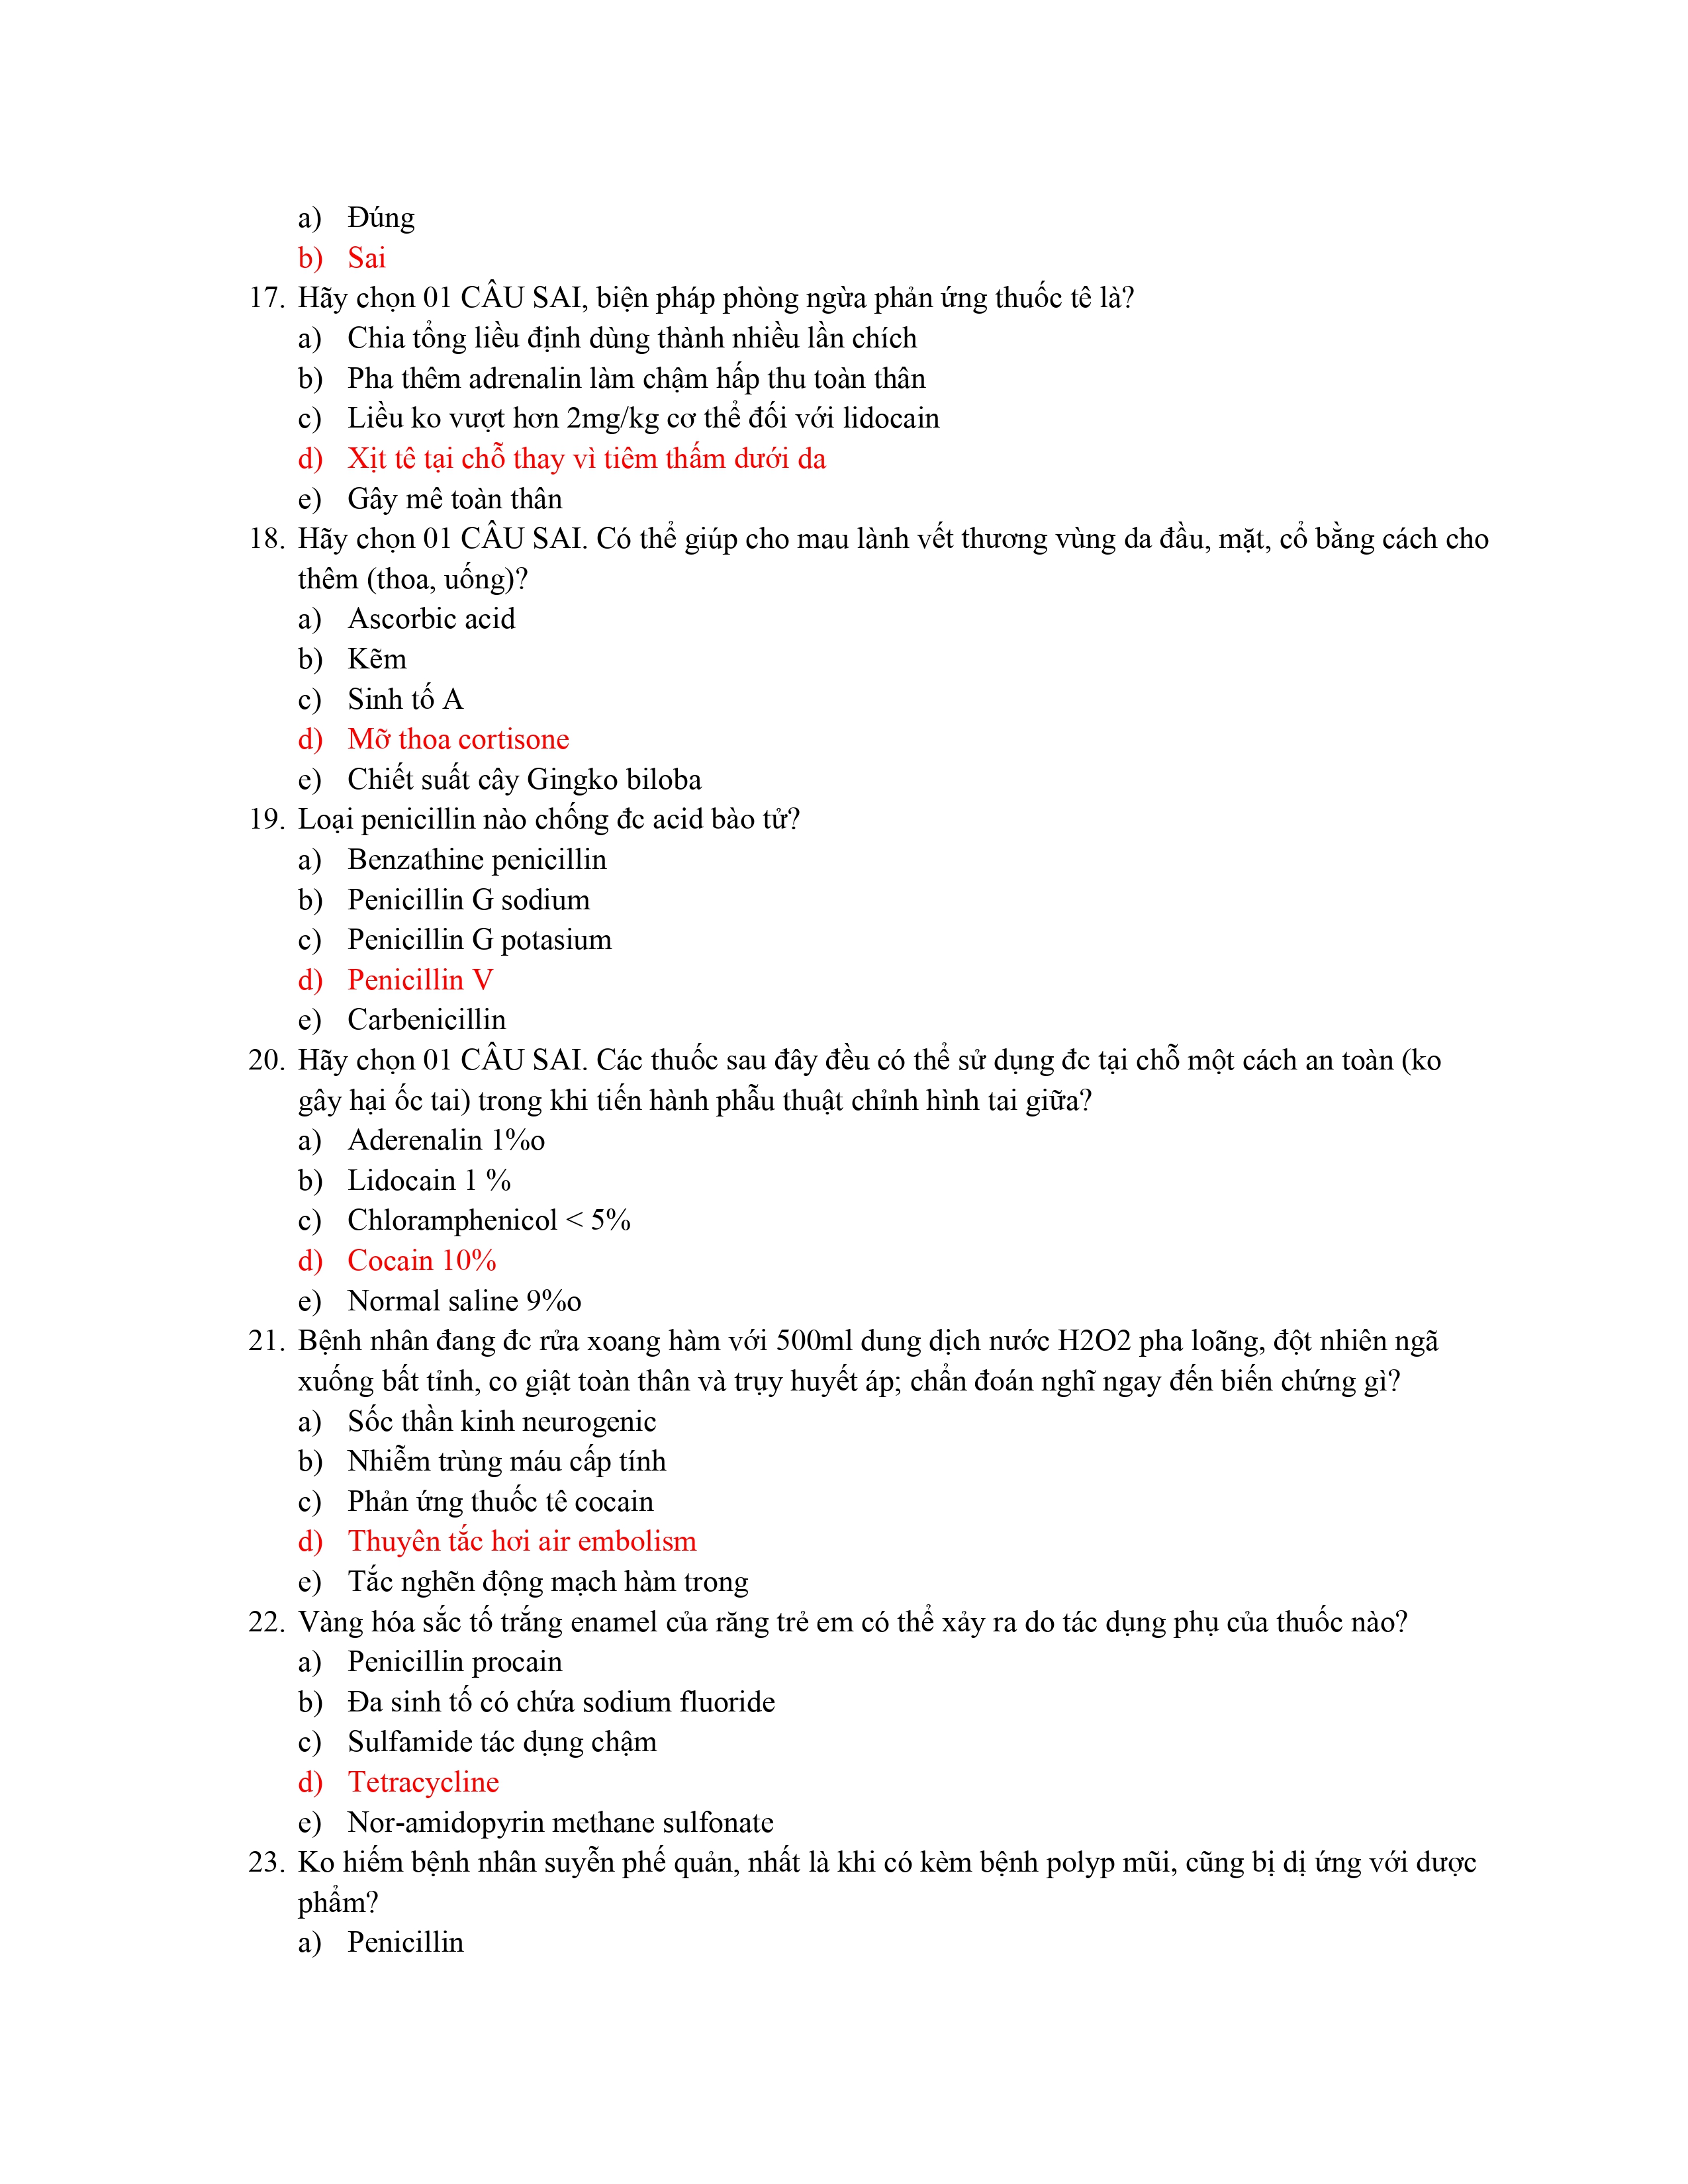 a) Đúng
b) Sai
17. Hãy chọn 01 CÂU SAI, biện pháp phòng ngừa phản ứng thuốc tê là?
a) Chia tổng liều định dùng thành nhiều lần chích
b) Pha thêm adrenalin làm chậm hấp thu toàn thân
c) Liều ko vượt hơn 2mg/kg cơ thể đối với lidocain
d) Xịt tê tại chỗ thay vì tiêm thấm dưới da
e) Gây mê toàn thân
18. Hãy chọn 01 CÂU SAI. Có thể giúp cho mau lành vết thương vùng da đầu, mặt, cổ bằng cách cho
thêm (thoa, uống)?
a) Ascorbic acid
b) Kẽm
c) Sinh tố A
d) Mỡ thoa cortisone
e) Chiết suất cây Gingko biloba
19. Loại penicillin nào chống đc acid bào tử?
a) Benzathine penicillin
b) Penicillin G sodium
c) Penicillin G potasium
d) Penicillin V
e) Carbenicillin
20. Hãy chọn 01 CÂU SAI. Các thuốc sau đây đều có thể sử dụng đc tại chỗ một cách an toàn (ko
gây hại ốc tai) trong khi tiến hành phẫu thuật chỉnh hình tai giữa?
a) Aderenalin 1%o
b) Lidocain 1 %
c) Chloramphenicol < 5%
d) Cocain 10%
e) Normal saline 9%o
21. Bệnh nhân đang đc rửa xoang hàm với 500ml dung dịch nước H2O2 pha loãng, đột nhiên ngã
xuống bất tỉnh, co giật toàn thân và trụy huyết áp; chẩn đoán nghĩ ngay đến biến chứng gì?
a) Sốc thần kinh neurogenic
b) Nhiễm trùng máu cấp tính
c) Phản ứng thuốc tê cocain
d) Thuyên tắc hơi air embolism
e) Tắc nghẽn động mạch hàm trong
22. Vàng hóa sắc tố trắng enamel của răng trẻ em có thể xảy ra do tác dụng phụ của thuốc nào?
a) Penicillin procain
b) Đa sinh tố có chứa sodium fluoride
c) Sulfamide tác dụng chậm
d) Tetracycline
e) Nor-amidopyrin methane sulfonate
23. Ko hiếm bệnh nhân suyễn phế quản, nhất là khi có kèm bệnh polyp mũi, cũng bị dị ứng với dược
phẩm?
a) Penicillin